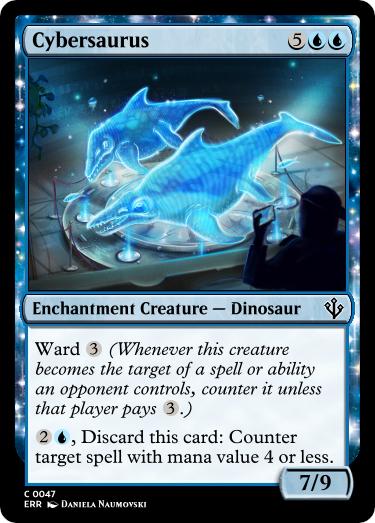 Cybersaurus 5UU
Enchantment Creature — Dinosaur
Ward 3 (Whenever this creature
becomes the target of a spell or ability
an opponent controls, counter it unless
that player pays 3.)
2U, Discard this card: Counter
target spell with mana value 4 or less.
7/9
C 0047
ERR DANIELA NAUMOVSKI